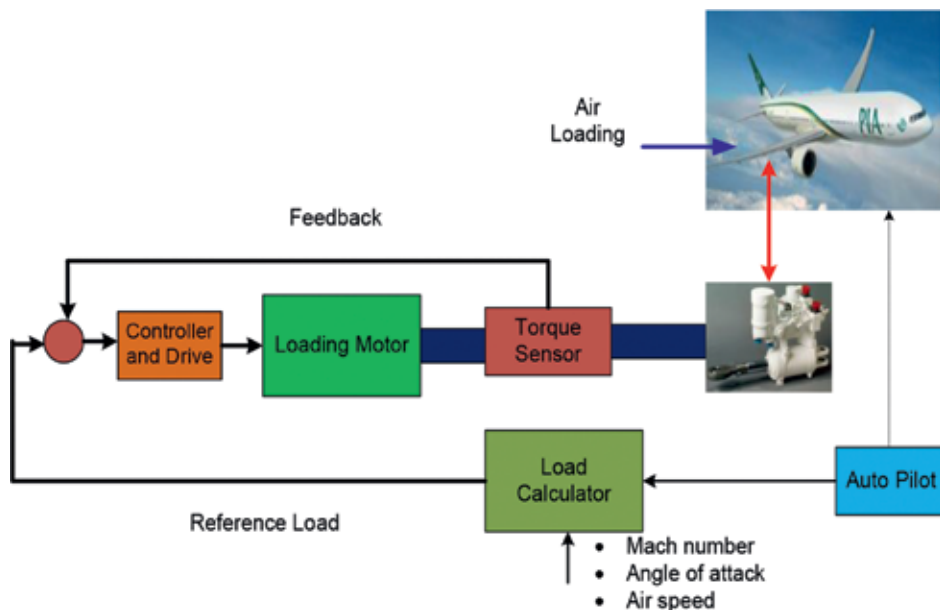 Air
Loading
PIA
Feedback
Controller
and Drive
Loading Motor
Torque
Sensor
Load
Calculator
Auto Pilot
Reference Load
• Mach number
• Angle of attack
• Air speed